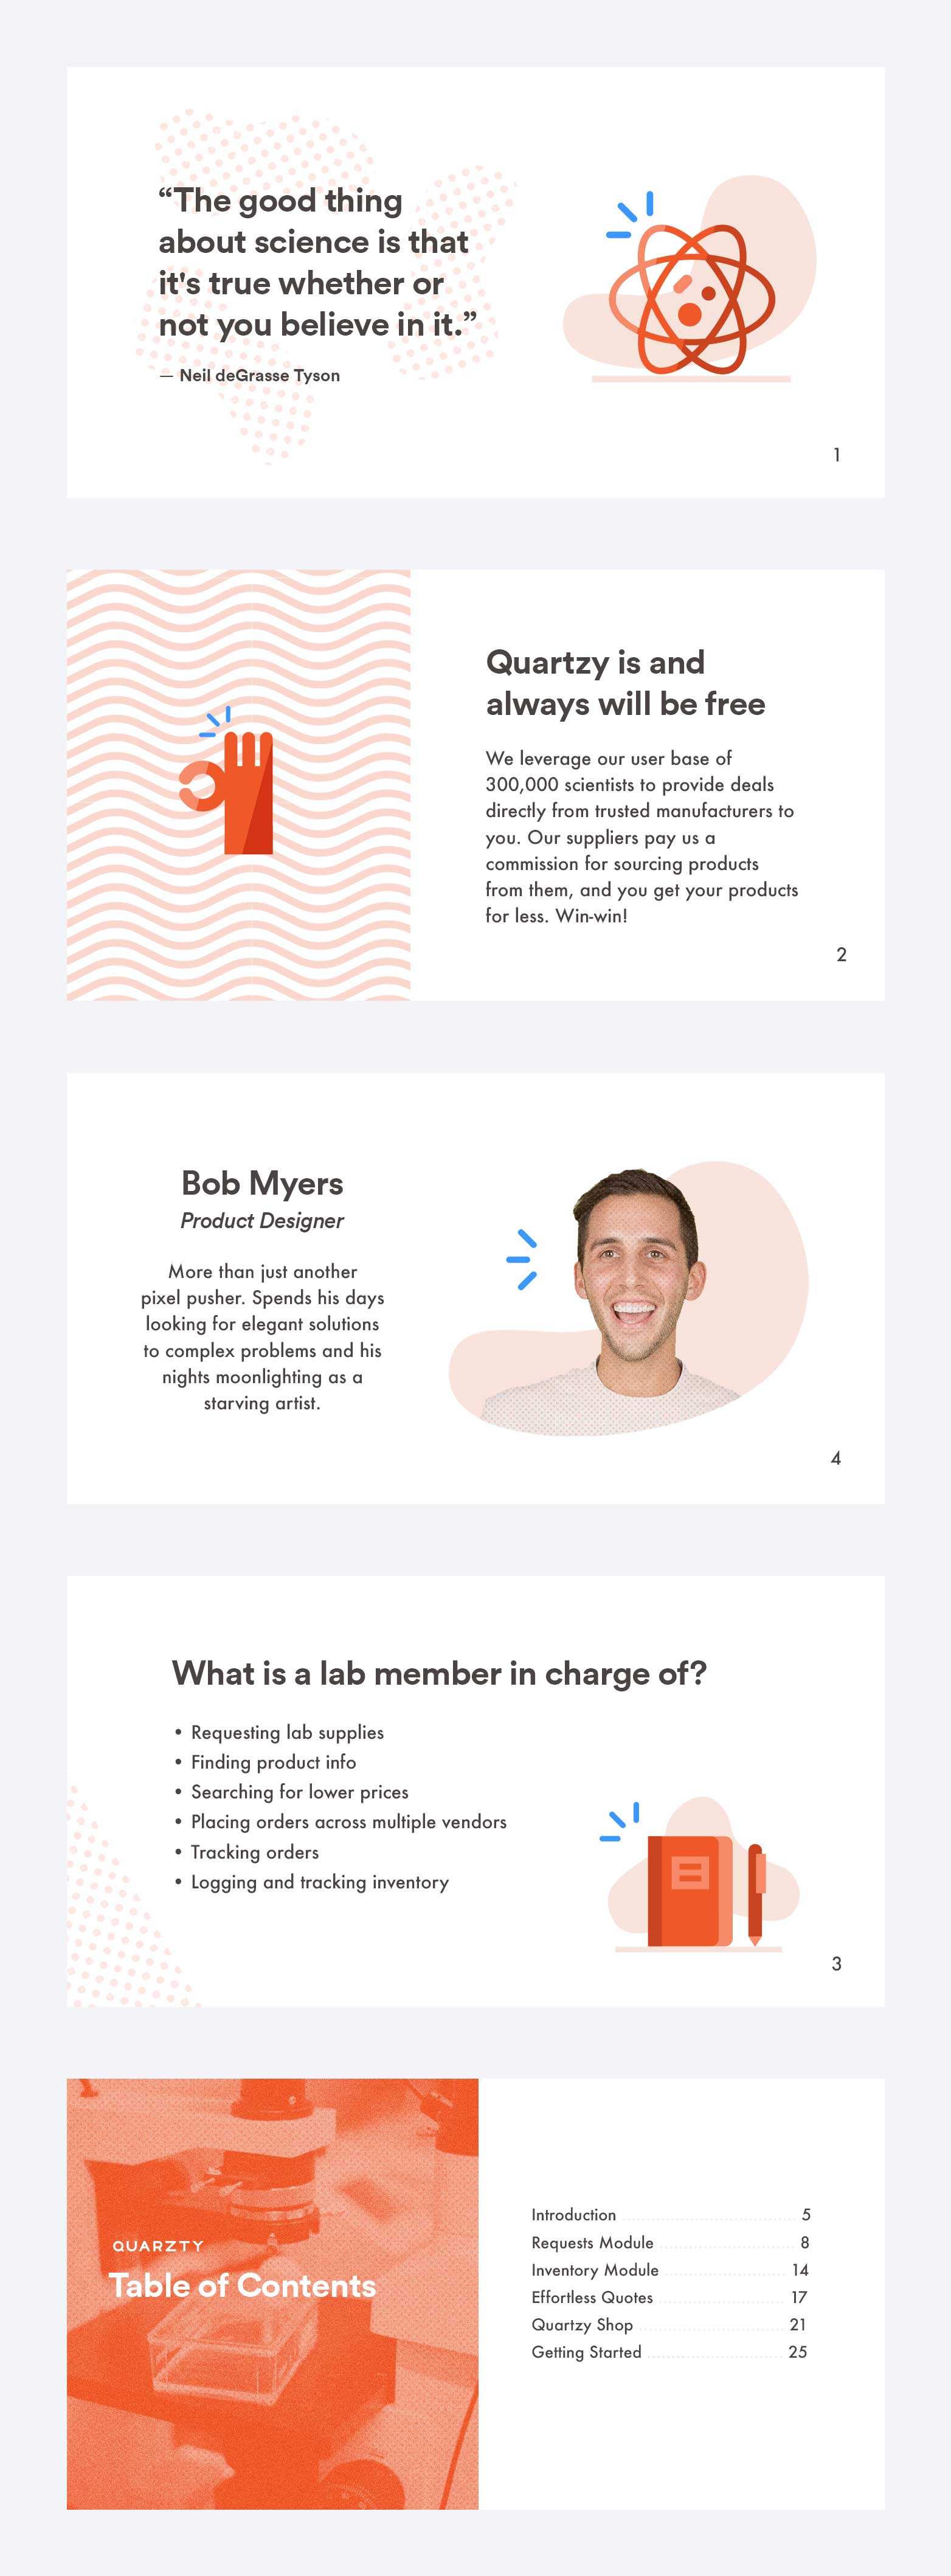 “The good thing
about science is that
it's true whether or
not you believe in it.”
— Neil deGrasse Tyson
1
Quartzy is and
always will be free
We leverage our user base of
300,000 scientists to provide deals
directly from trusted manufacturers to
you. Our suppliers pay us a
commission for sourcing products
from them, and you get your products
for less. Win-win!
2
Bob Myers
Product Designer
More than just another
pixel pusher. Spends his days
looking for elegant solutions
to complex problems and his
nights moonlighting as a
starving artist.
4
What is a lab member in charge of?
• Requesting lab supplies
• Finding product info
• Searching for lower prices
• Placing orders across multiple vendors
• Tracking orders
• Logging and tracking inventory
3
QUARZTY
Table of Contents
Introduction 5
Requests Module 8
Inventory Module 14
Effortless Quotes 17
Quartzy Shop 21
Getting Started 25